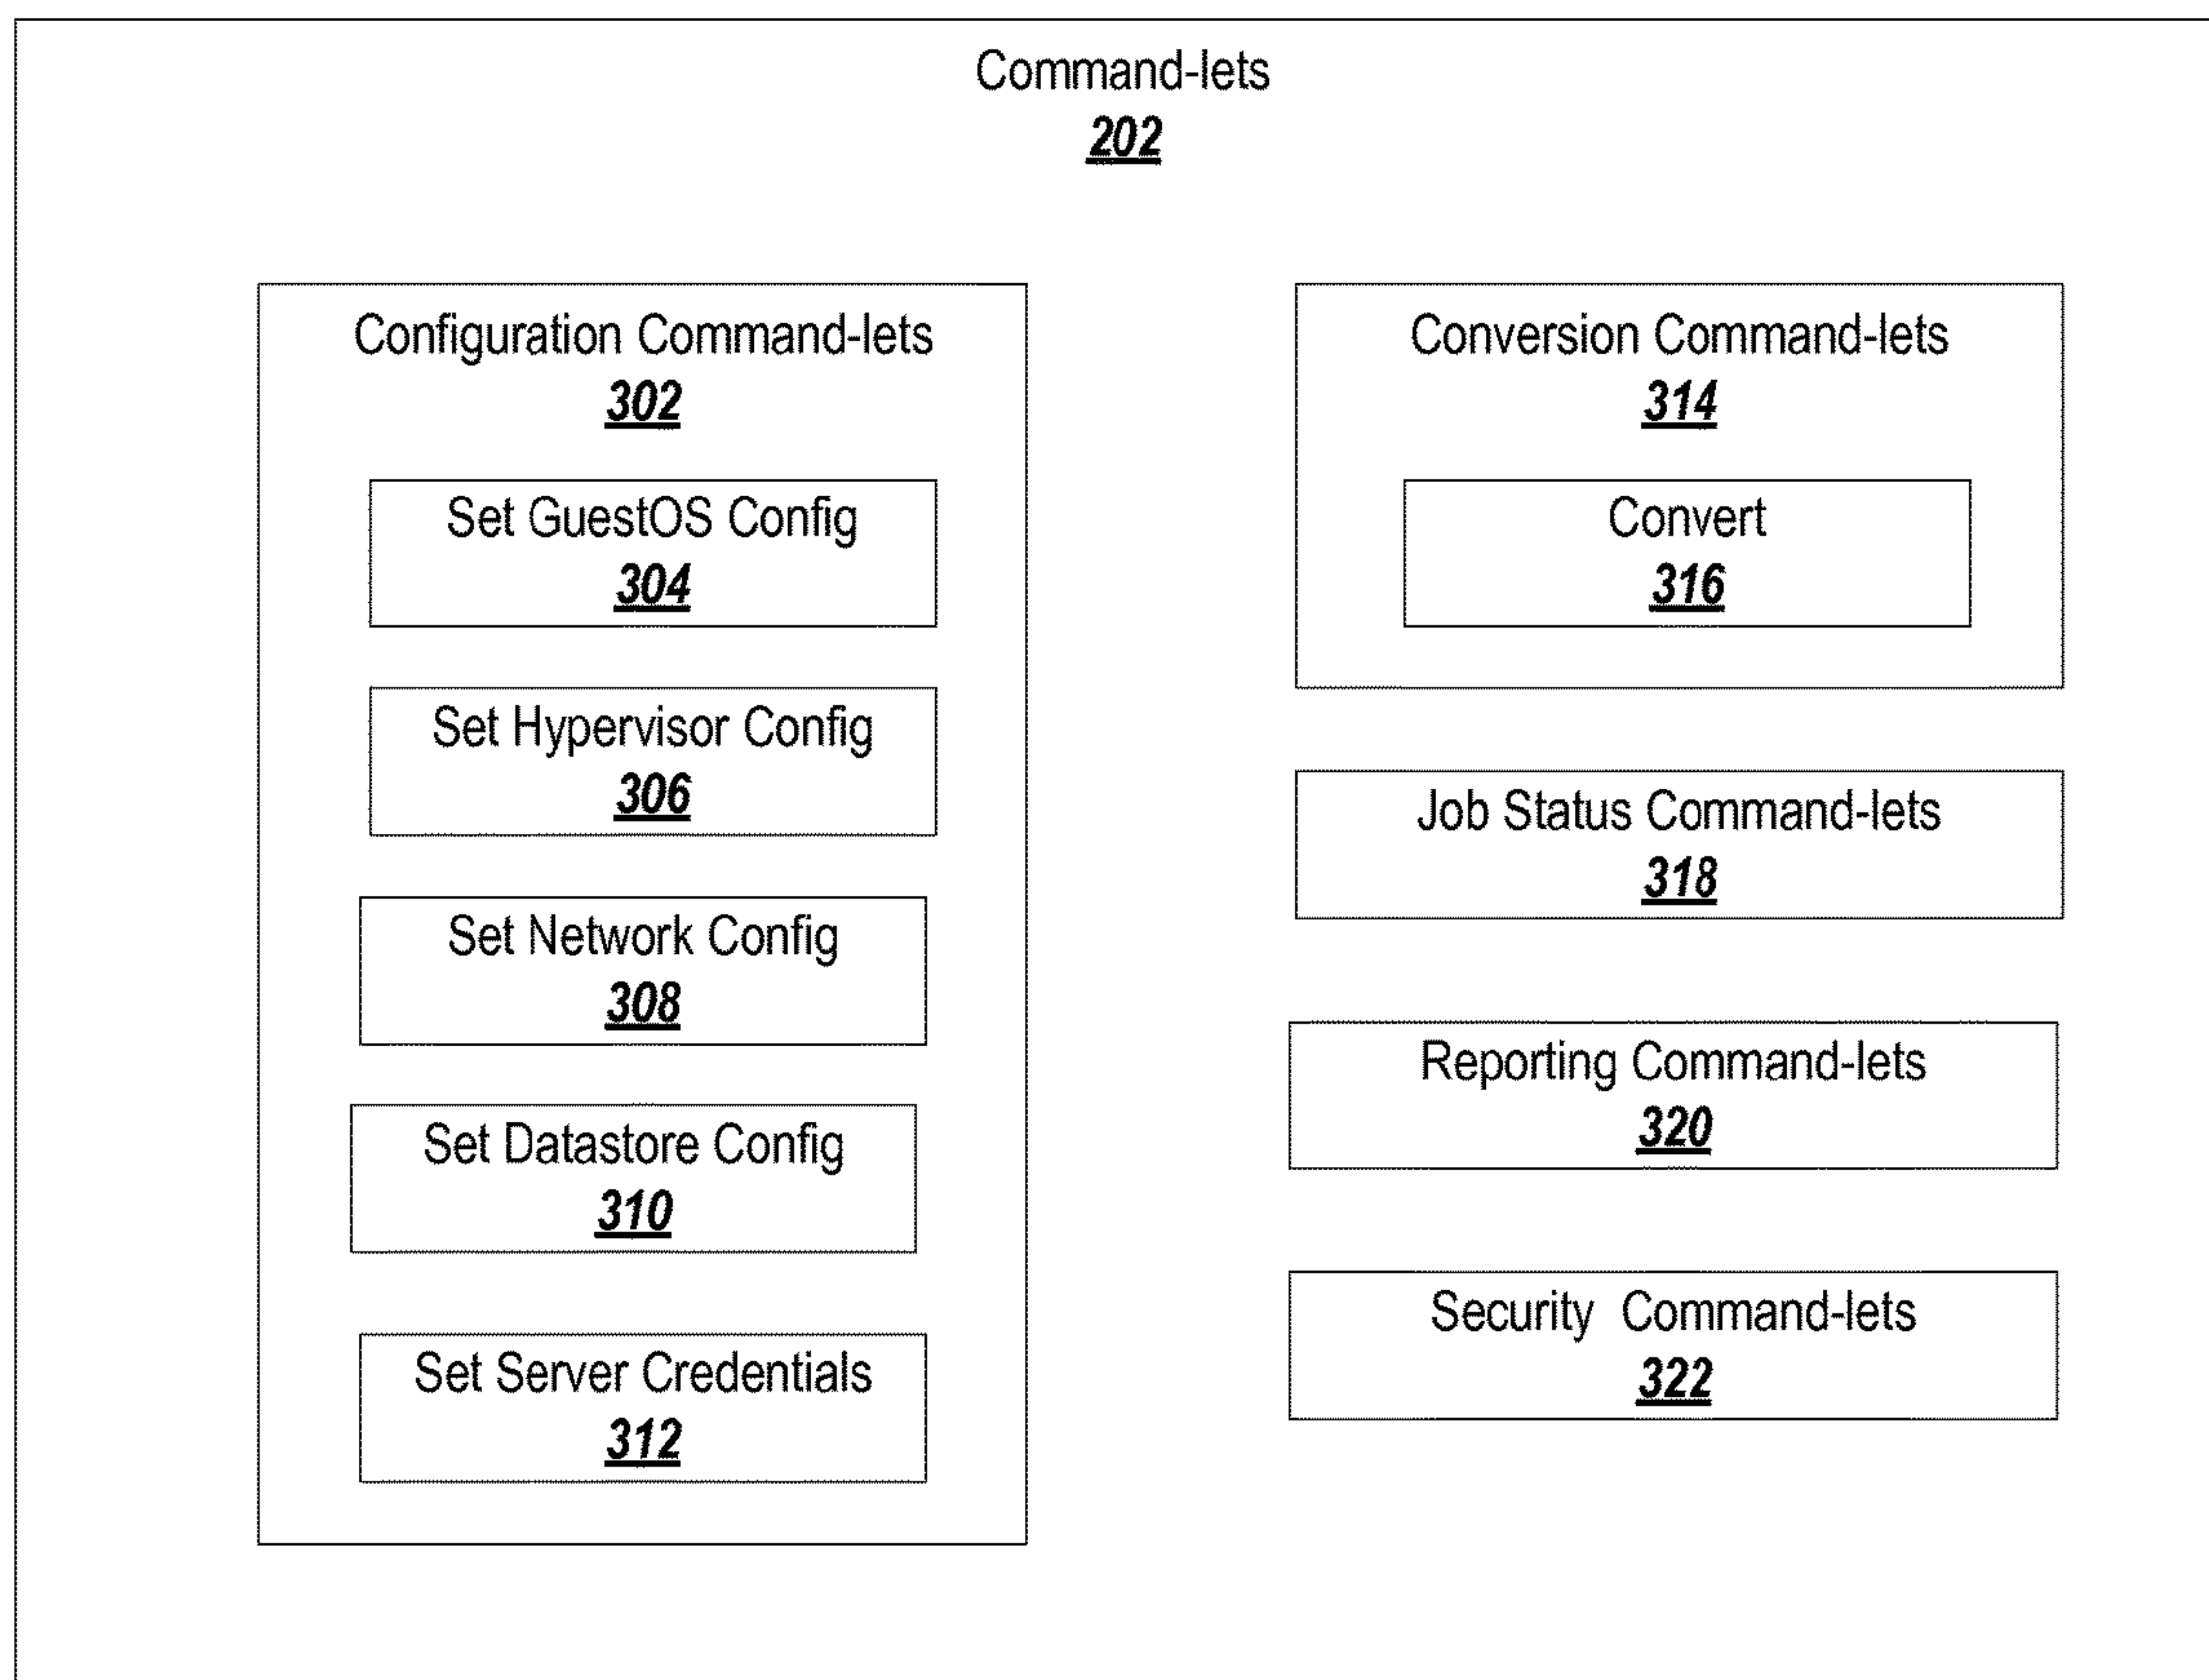 Command-lets
202
Configuration Command-lets
302
Set GuestOS Config
304
Set Hypervisor Config
306
Set Network Config
308
Set Datastore Config
310
Set Server Credentials
312
Conversion Command-lets
314
Convert
316
Job Status Command-lets
318
Reporting Command-lets
320
Security Command-lets
322